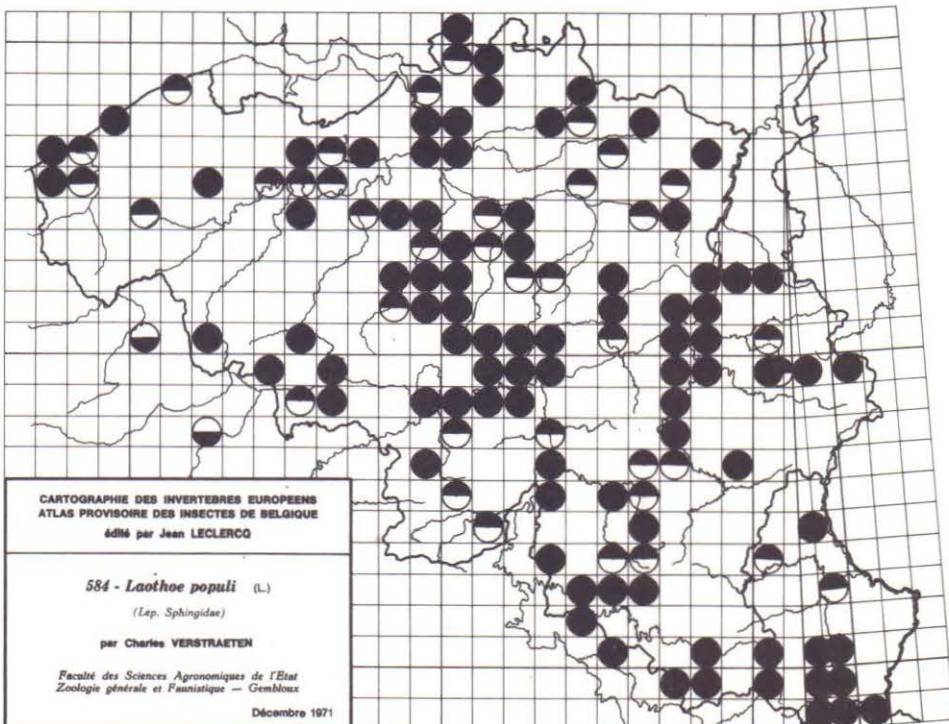 CARTOGRAPHIE DES INVERTEBRES EUROPEENS
ATLAS PROVISOIRE DES INSECTES DE BELGIQUE
édité par Jean LECLERCQ
584 - Laothoe populi (L.)
(Lep. Sphingidae)
par Charles VERSTRAETEN
Faculté des Sciences Agronomiques de l'Etat
Zoologie générale et Faunistique — Gembloux
Décembre 1971